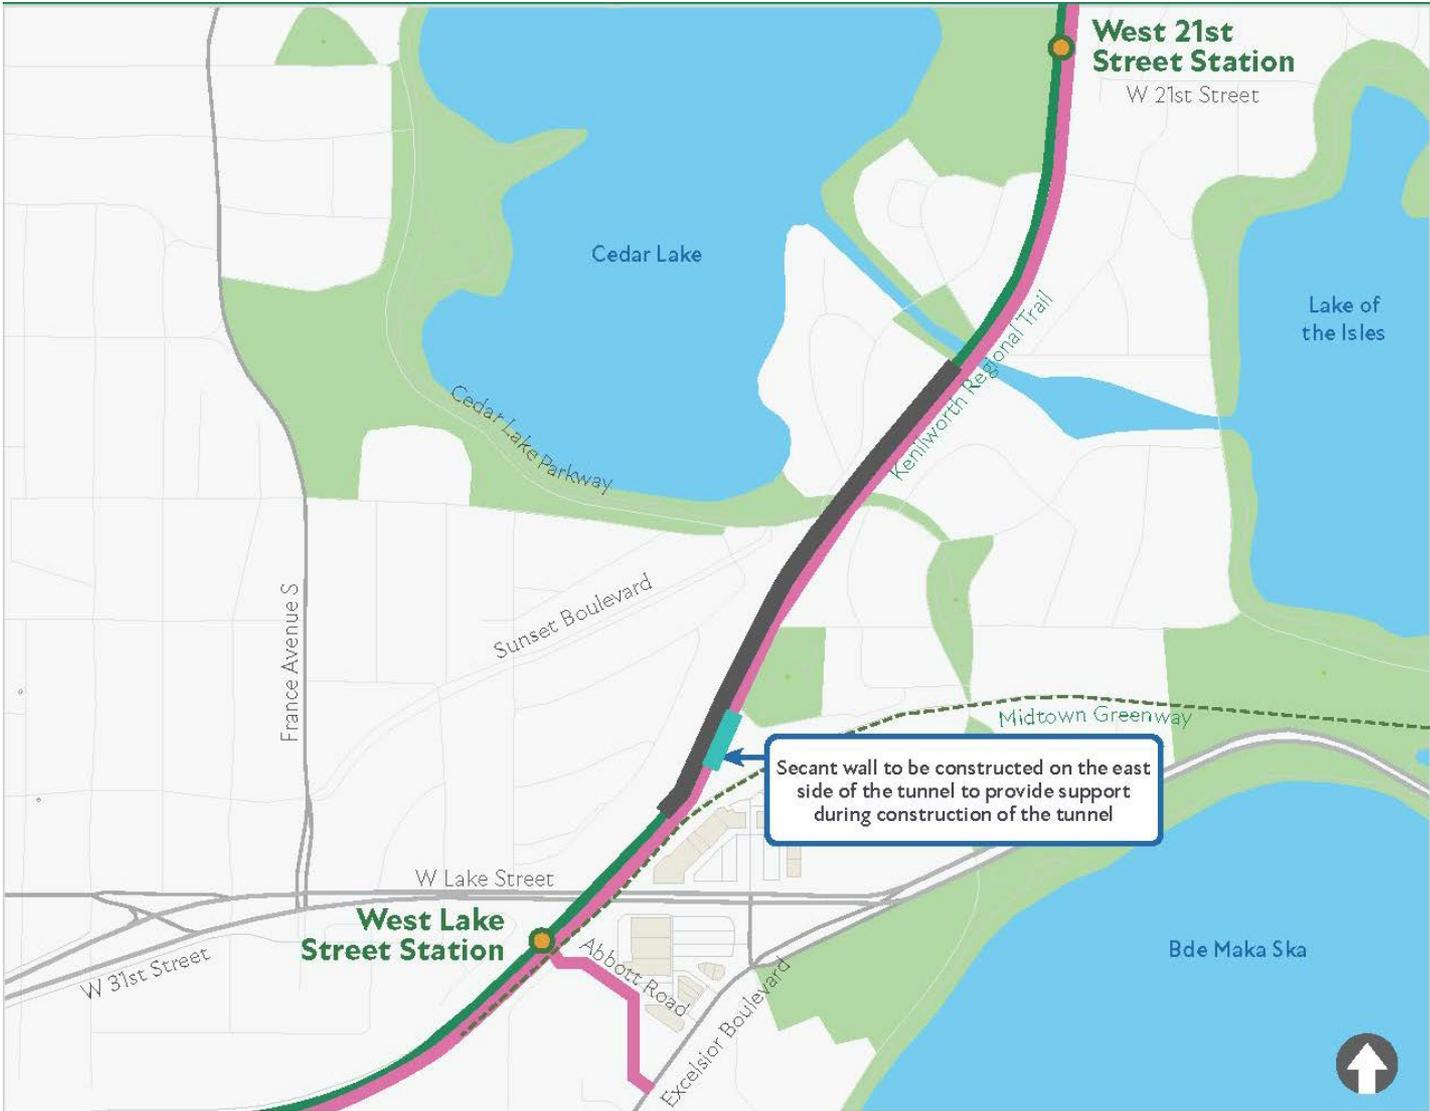 West 21st
Street Station
W 21st Street
Cedar Lake
Lake of
the Isles
Kenilworth Regional Trail
Cedar Lake Parkway
France Avenue S
Sunset Boulevard
Midtown Greenway
Secant wall to be constructed on the east
side of the tunnel to provide support
during construction of the tunnel
W Lake Street
West Lake
Street Station
W 31st Street
Abbott Road
Excelsior Boulevard
Bde Maka Ska